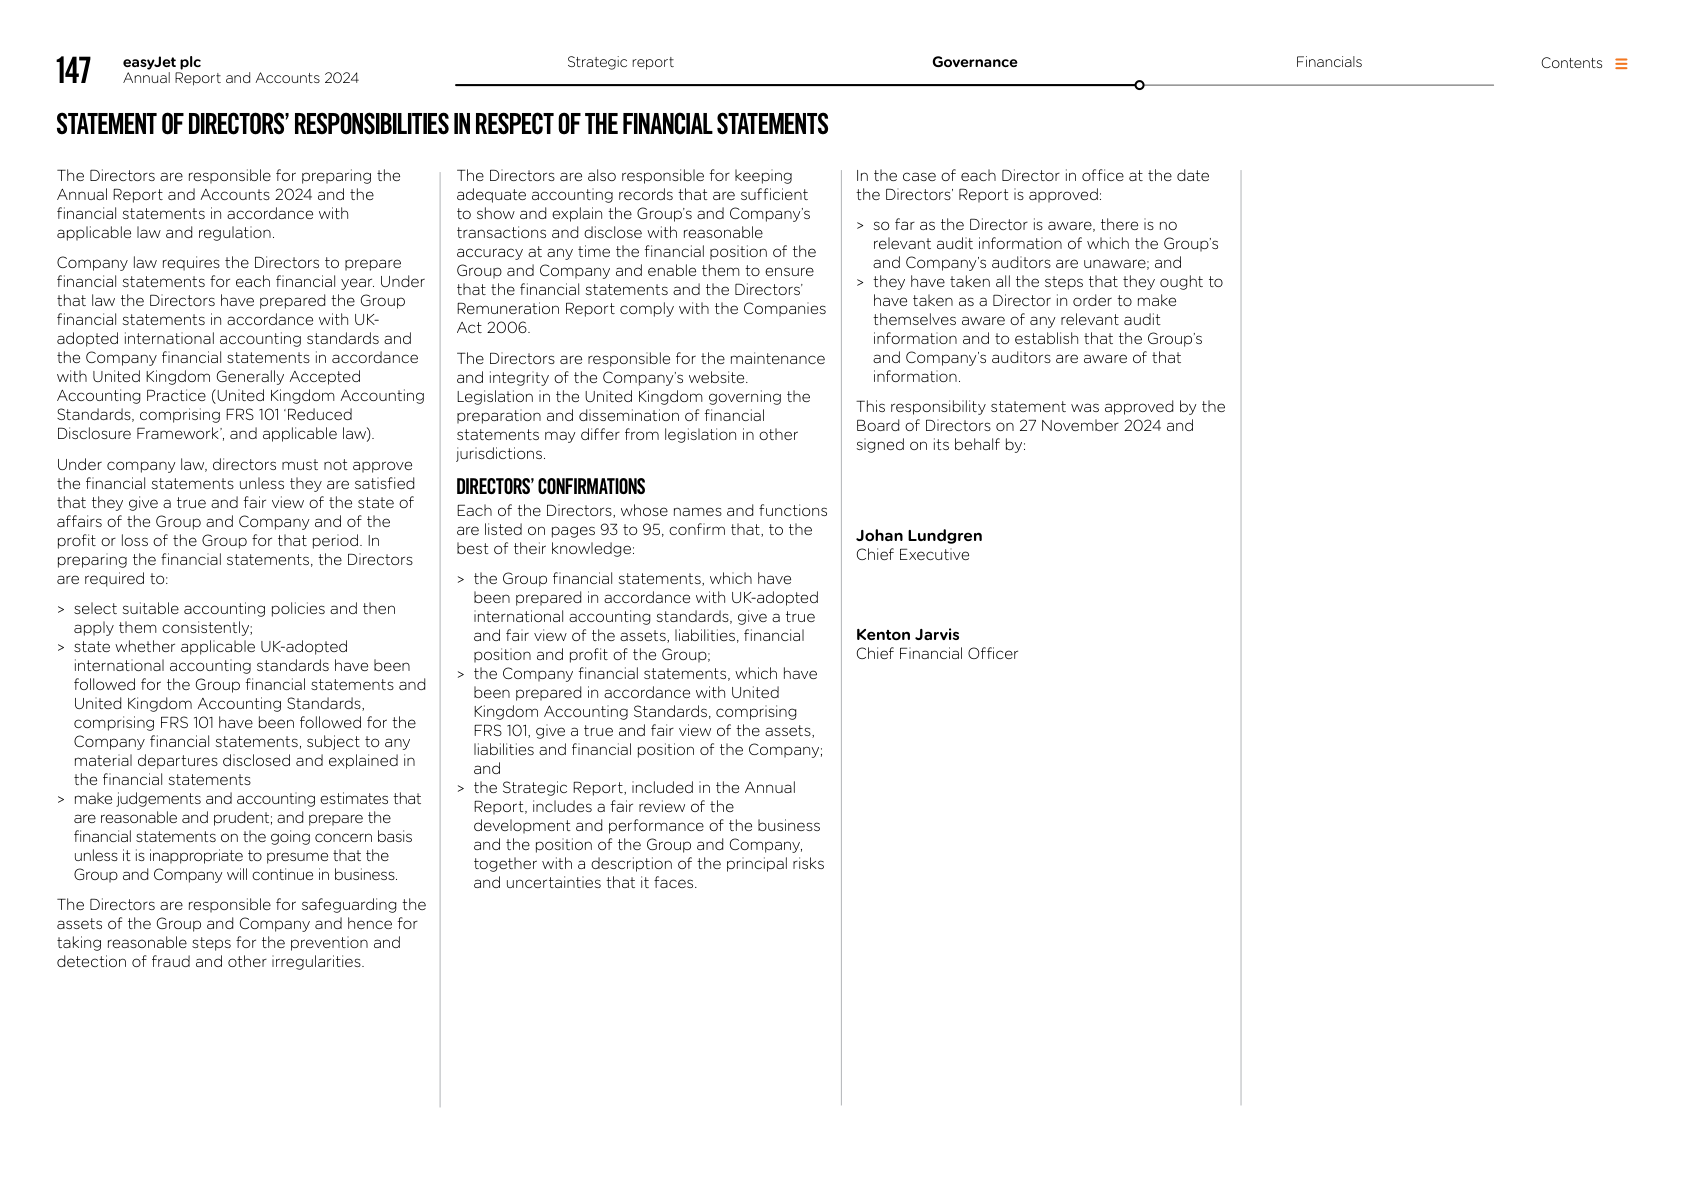 147
easyJet plc
Annual Report and Accounts 2024
Strategic report
Governance
Financials
Contents
STATEMENT OF DIRECTORS’ RESPONSIBILITIES IN RESPECT OF THE FINANCIAL STATEMENTS
The Directors are responsible for preparing the
Annual Report and Accounts 2024 and the
financial statements in accordance with
applicable law and regulation.
Company law requires the Directors to prepare
financial statements for each financial year. Under
that law the Directors have prepared the Group
financial statements in accordance with UK-
adopted international accounting standards and
the Company financial statements in accordance
with United Kingdom Generally Accepted
Accounting Practice (United Kingdom Accounting
Standards, comprising FRS 101 ‘Reduced
Disclosure Framework’, and applicable law).
Under company law, directors must not approve
the financial statements unless they are satisfied
that they give a true and fair view of the state of
affairs of the Group and Company and of the
profit or loss of the Group for that period. In
preparing the financial statements, the Directors
are required to:
> select suitable accounting policies and then
apply them consistently;
> state whether applicable UK-adopted
international accounting standards have been
followed for the Group financial statements and
United Kingdom Accounting Standards,
comprising FRS 101 have been followed for the
Company financial statements, subject to any
material departures disclosed and explained in
the financial statements
> make judgements and accounting estimates that
are reasonable and prudent; and prepare the
financial statements on the going concern basis
unless it is inappropriate to presume that the
Group and Company will continue in business.
The Directors are responsible for safeguarding the
assets of the Group and Company and hence for
taking reasonable steps for the prevention and
detection of fraud and other irregularities.
The Directors are also responsible for keeping
adequate accounting records that are sufficient
to show and explain the Group’s and Company’s
transactions and disclose with reasonable
accuracy at any time the financial position of the
Group and Company and enable them to ensure
that the financial statements and the Directors’
Remuneration Report comply with the Companies
Act 2006.
The Directors are responsible for the maintenance
and integrity of the Company’s website.
Legislation in the United Kingdom governing the
preparation and dissemination of financial
statements may differ from legislation in other
jurisdictions.
DIRECTORS’ CONFIRMATIONS
Each of the Directors, whose names and functions
are listed on pages 93 to 95, confirm that, to the
best of their knowledge:
> the Group financial statements, which have
been prepared in accordance with UK-adopted
international accounting standards, give a true
and fair view of the assets, liabilities, financial
position and profit of the Group;
> the Company financial statements, which have
been prepared in accordance with United
Kingdom Accounting Standards, comprising
FRS 101, give a true and fair view of the assets,
liabilities and financial position of the Company;
and
> the Strategic Report, included in the Annual
Report, includes a fair review of the
development and performance of the business
and the position of the Group and Company,
together with a description of the principal risks
and uncertainties that it faces.
In the case of each Director in office at the date
the Directors’ Report is approved:
> so far as the Director is aware, there is no
relevant audit information of which the Group’s
and Company’s auditors are unaware; and
> they have taken all the steps that they ought to
have taken as a Director in order to make
themselves aware of any relevant audit
information and to establish that the Group’s
and Company’s auditors are aware of that
information.
This responsibility statement was approved by the
Board of Directors on 27 November 2024 and
signed on its behalf by:
Johan Lundgren
Chief Executive
Kenton Jarvis
Chief Financial Officer